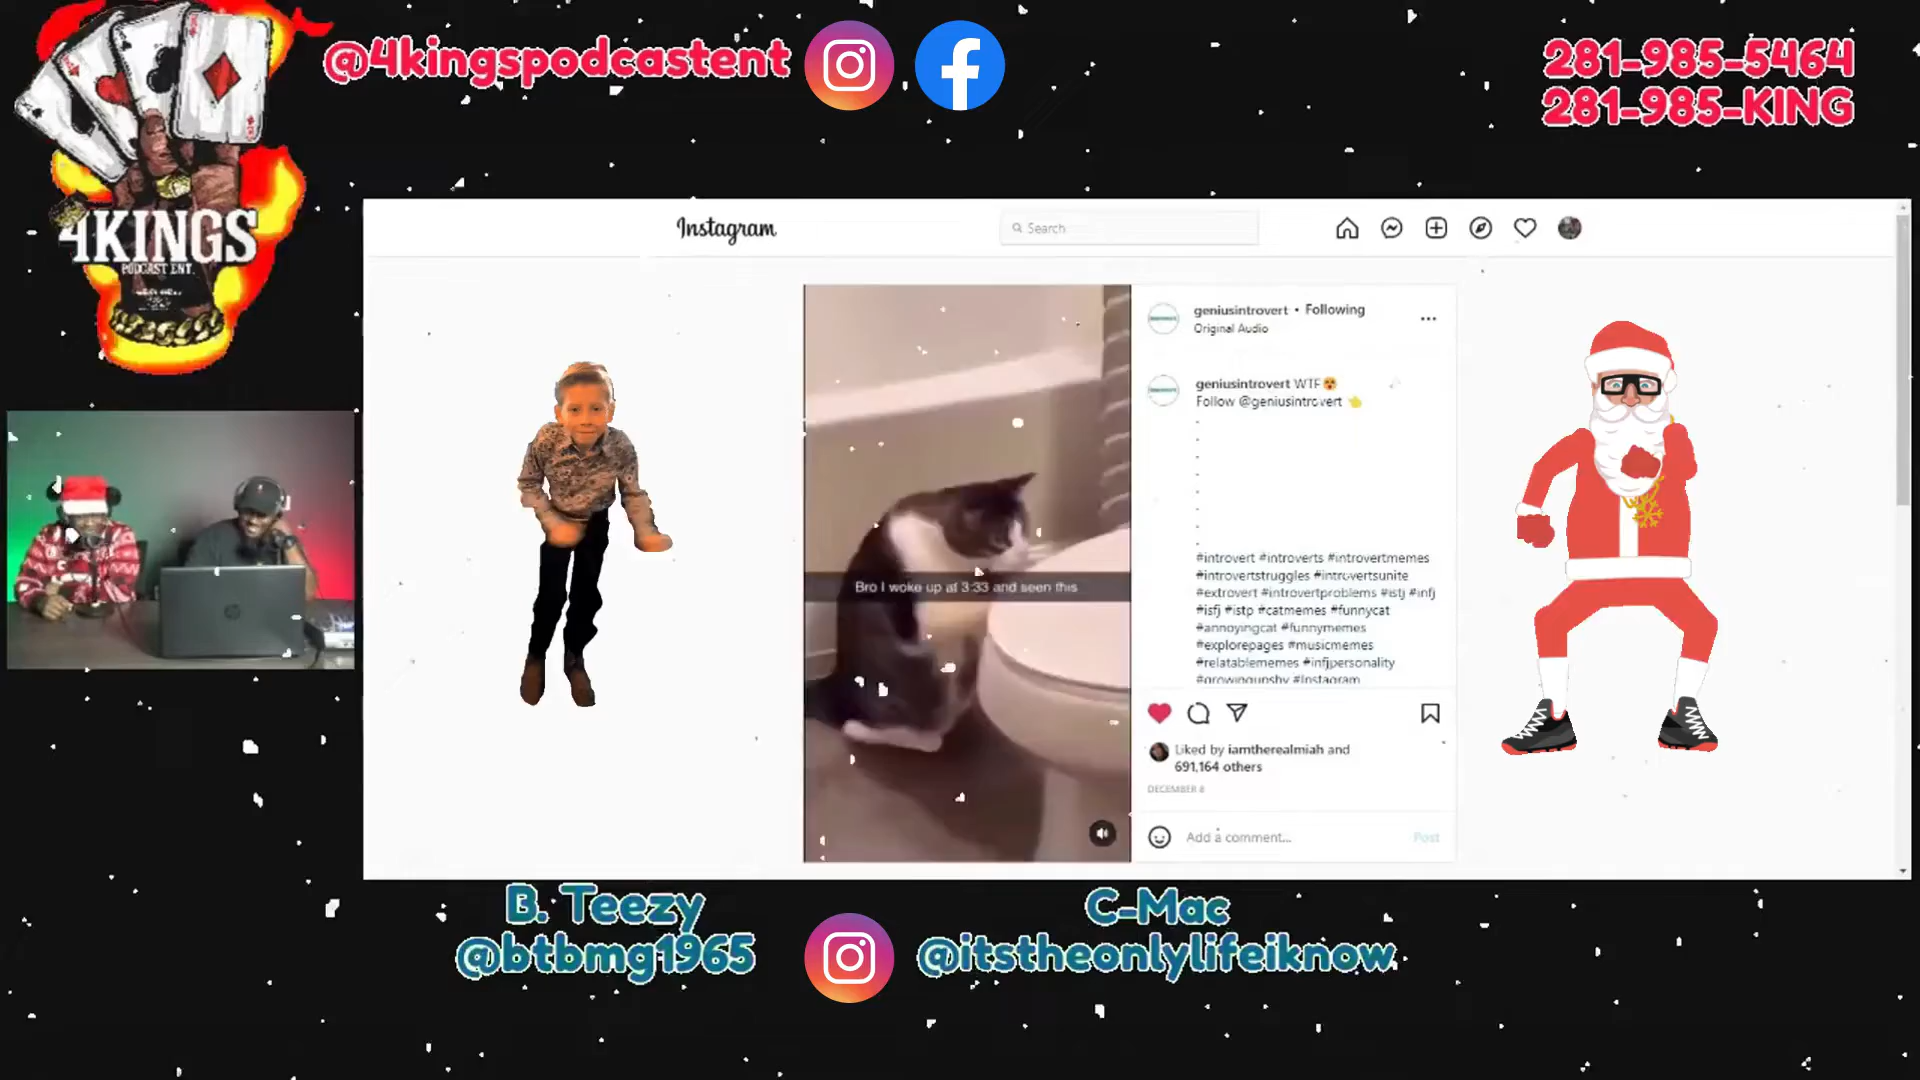 @4kingspodcastent
281-985-5464
281-985-KING
4KINGS
PODCAST ENT.
Instagram
Search
geniusintrovert • Following
Original Audio
geniusintrovert WTF😵
Follow @geniusintrovert 👈
.
.
.
.
.
.
.
.
#introvert #introverts #introvertmemes
#introvertstruggles #introvertsunite
#extrovert #introvertproblems #istj #infj
#isfj #istp #catmemes #funnycat
#annoyingcat #funnymemes
#explorepages #musicmemes
#relatablememes #infjpersonality
#growingupshy #Instagram
Bro I woke up at 3:33 and seen this
Liked by iamtherealmiah and
691,164 others
DECEMBER 8
Add a comment...
Post
B. Teezy
@btbmg1965
C-Mac
@itstheonlylifeiknow